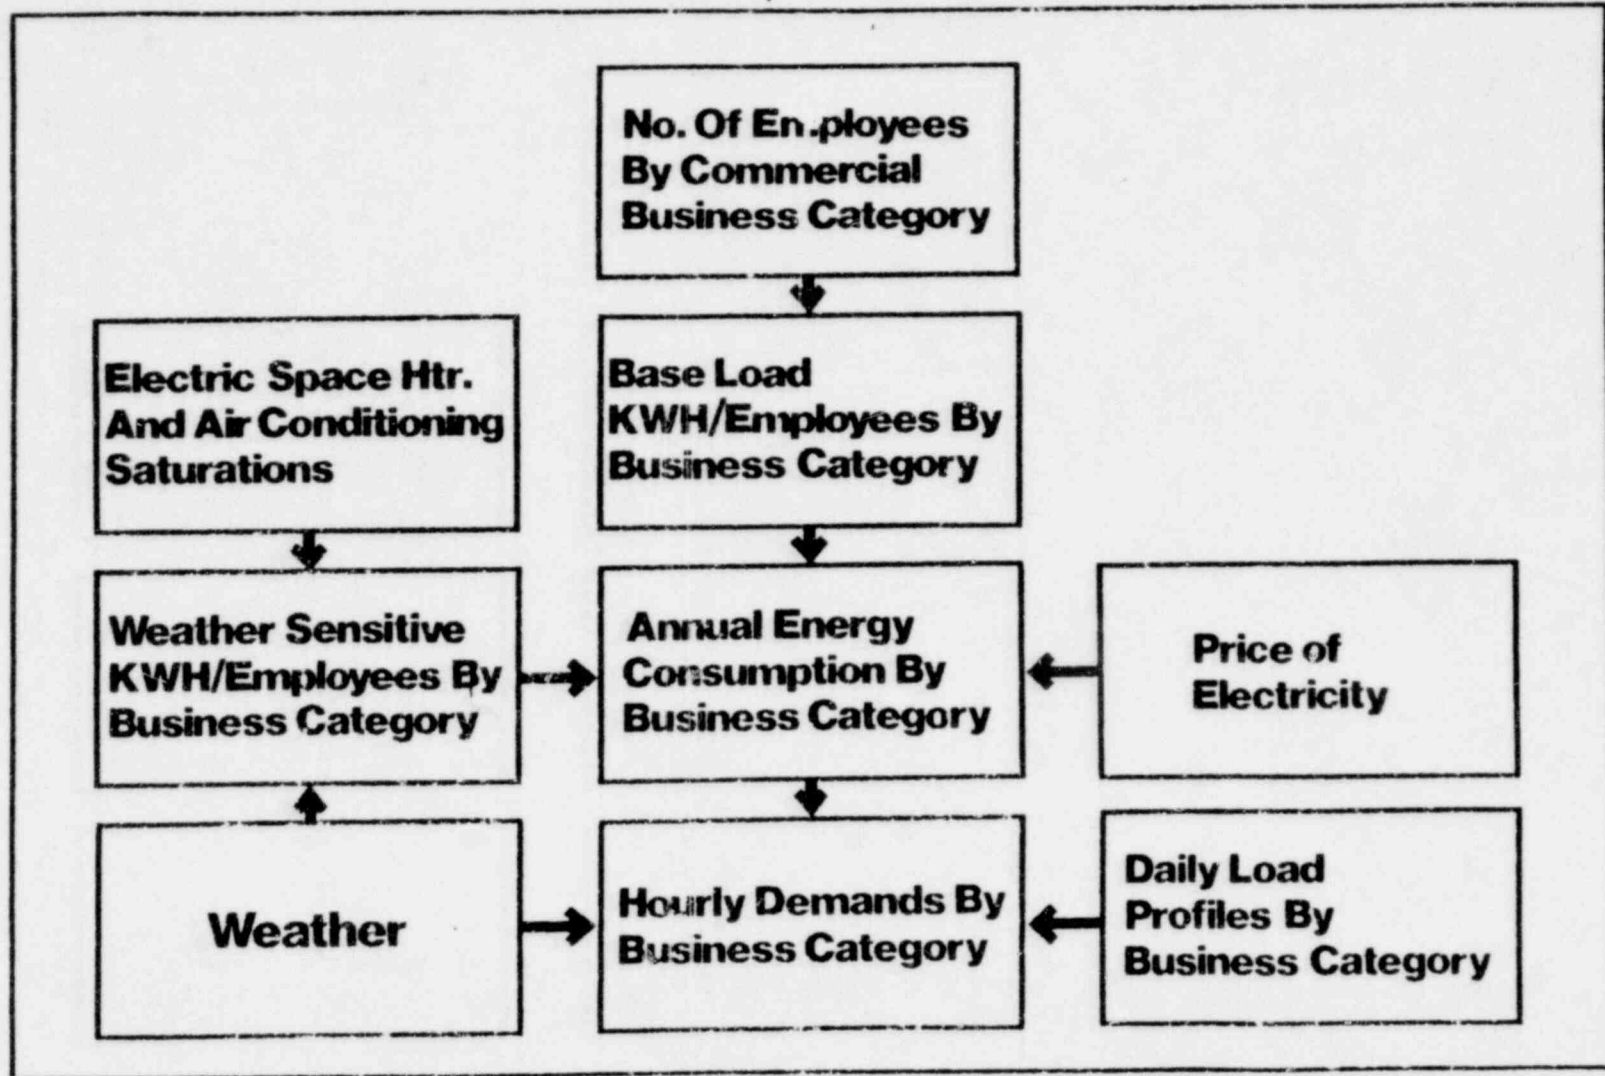 No. Of En.ployees
By Commercial
Business Category
Electric Space Htr.
And Air Conditioning
Saturations
Base Load
KWH/Employees By
Business Category
Weather Sensitive
KWH/Employees By
Business Category
Annual Energy
Consumption By
Business Category
Price of
Electricity
Weather
Hourly Demands By
Business Category
Daily Load
Profiles By
Business Category